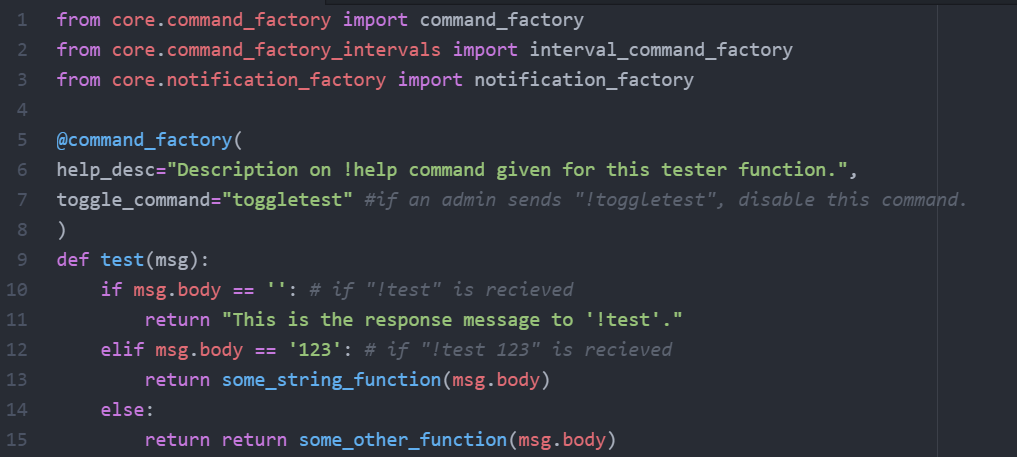 1 from core.command_factory import command_factory
2 from core.command_factory_intervals import interval_command_factory
3 from core.notification_factory import notification_factory
4
5 @command_factory(
6 help_desc="Description on !help command given for this tester function.",
7 toggle_command="toggletest" #if an admin sends "!toggletest", disable this command.
8 )
9 def test(msg):
10     if msg.body == '': # if "!test" is recieved
11         return "This is the response message to '!test'."
12     elif msg.body == '123': # if "!test 123" is recieved
13         return some_string_function(msg.body)
14     else:
15         return return some_other_function(msg.body)